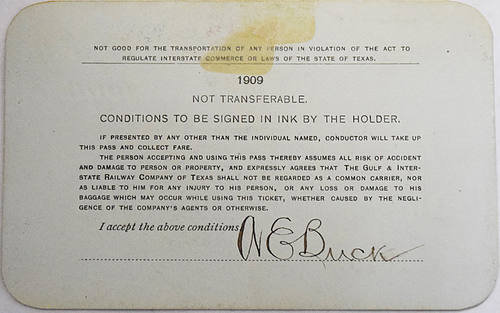 NOT GOOD FOR THE TRANSPORTATION OF ANY PERSON IN VIOLATION OF THE ACT TO
REGULATE INTERSTATE COMMERCE OR LAWS OF THE STATE OF TEXAS.
1909
NOT TRANSFERABLE.
CONDITIONS TO BE SIGNED IN INK BY THE HOLDER.
IF PRESENTED BY ANY OTHER THAN THE INDIVIDUAL NAMED, CONDUCTOR WILL TAKE UP
THIS PASS AND COLLECT FARE.
THE PERSON ACCEPTING AND USING THIS PASS THEREBY ASSUMES ALL RISK OF ACCIDENT
AND DAMAGE TO PERSON OR PROPERTY, AND EXPRESSLY AGREES THAT THE GULF & INTER-
STATE RAILWAY COMPANY OF TEXAS SHALL NOT BE REGARDED AS A COMMON CARRIER, NOR
AS LIABLE TO HIM FOR ANY INJURY TO HIS PERSON, OR ANY LOSS OR DAMAGE TO HIS
BAGGAGE WHICH MAY OCCUR WHILE USING THIS TICKET, WHETHER CAUSED BY THE NEGLI-
GENCE OF THE COMPANY'S AGENTS OR OTHERWISE.
I accept the above conditions A E Buck